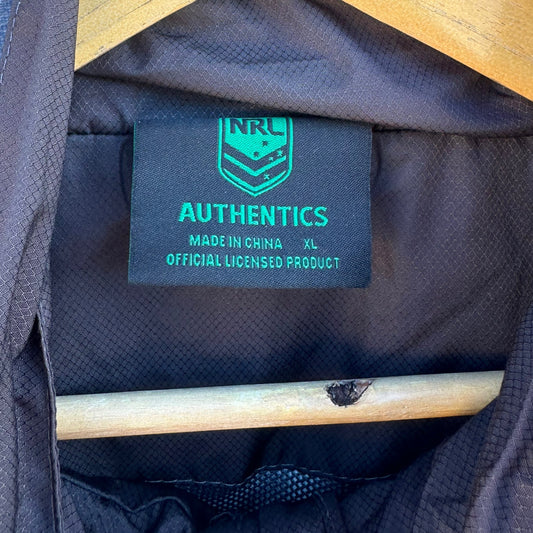 NRL
AUTHENTICS
MADE IN CHINA XL
OFFICIAL LICENSED PRODUCT